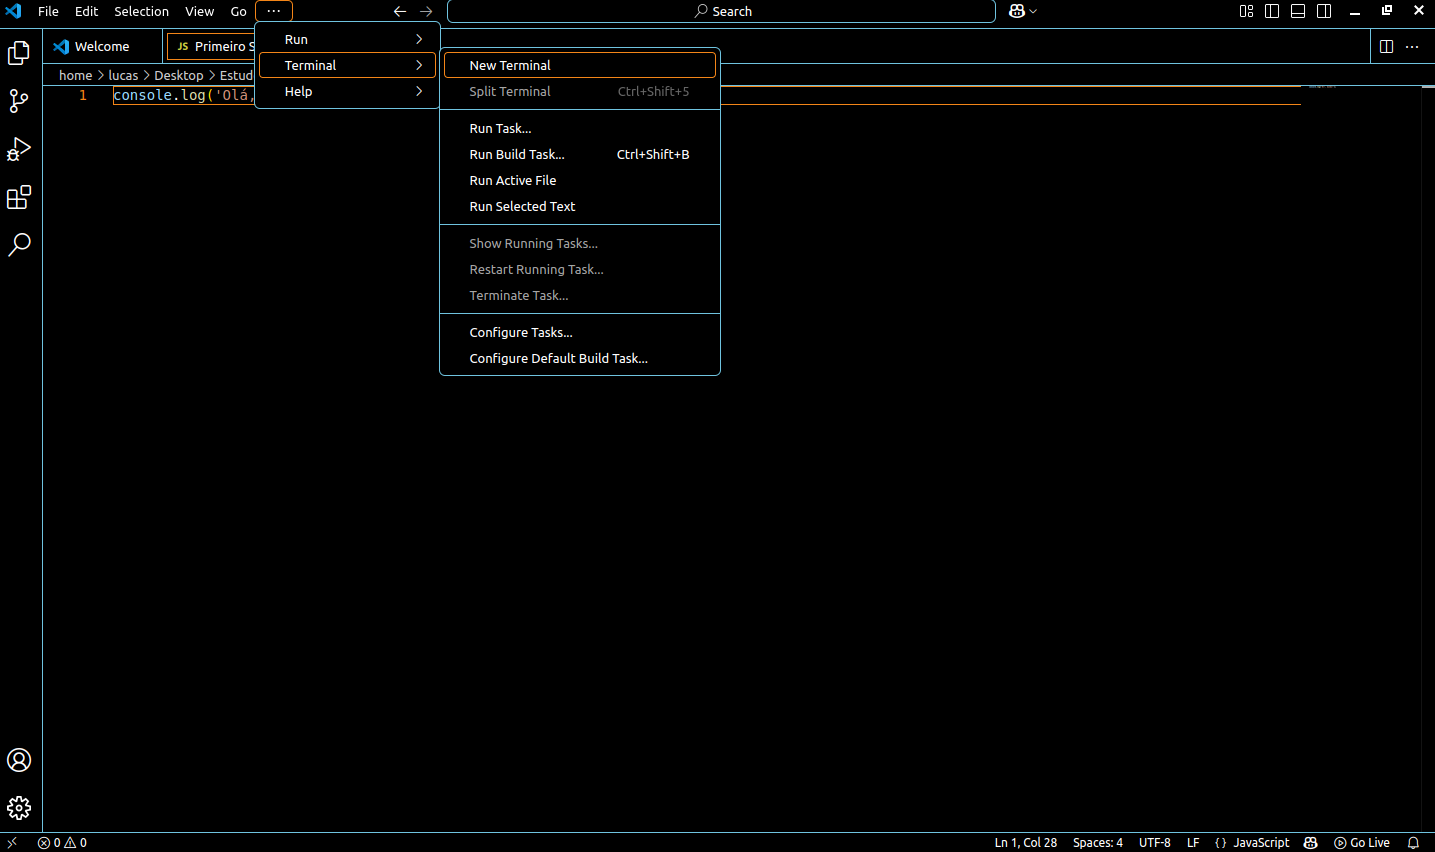 File Edit Selection View Go ··· Search
Welcome JS Primeiro S
home > lucas > Desktop > Estud
1 console.log('Olá,
Run
Terminal
Help
New Terminal
Split Terminal Ctrl+Shift+5
Run Task...
Run Build Task... Ctrl+Shift+B
Run Active File
Run Selected Text
Show Running Tasks...
Restart Running Task...
Terminate Task...
Configure Tasks...
Configure Default Build Task...
0 0 Ln 1, Col 28 Spaces: 4 UTF-8 LF {} JavaScript Go Live